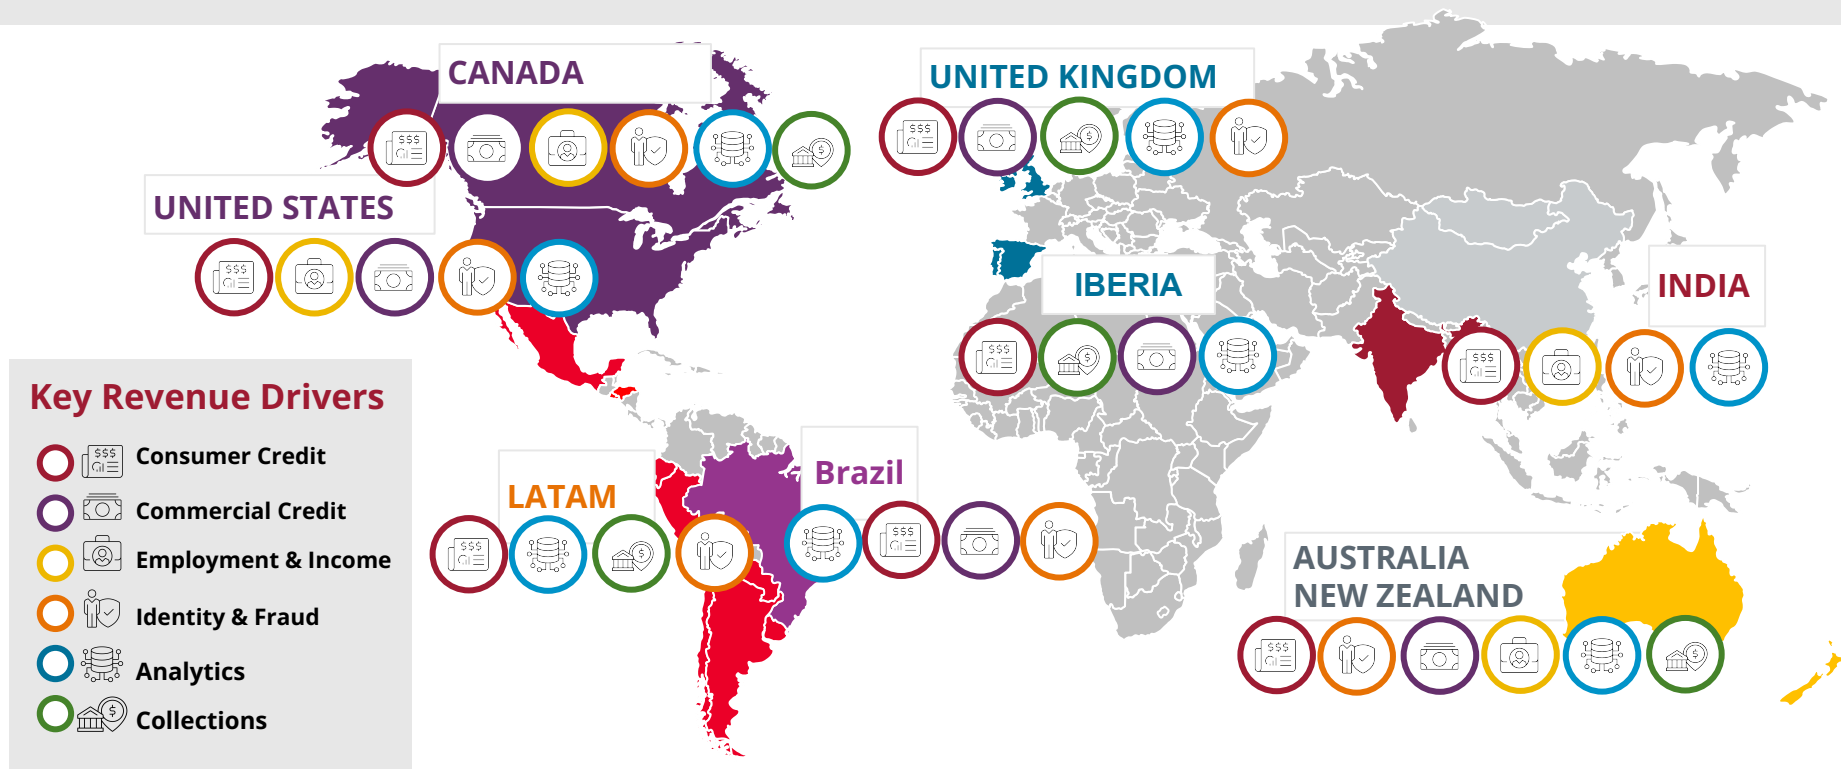 CANADA
UNITED KINGDOM
$$$
$$$
UNITED STATES
$$$
INDIA
IBERIA
$$$
$$$
Key Revenue Drivers
$$$
Consumer Credit
Commercial Credit
Employment & Income
Identity & Fraud
Analytics
$
Collections
LATAM
Brazil
$$$
$$$
AUSTRALIA
NEW ZEALAND
$$$